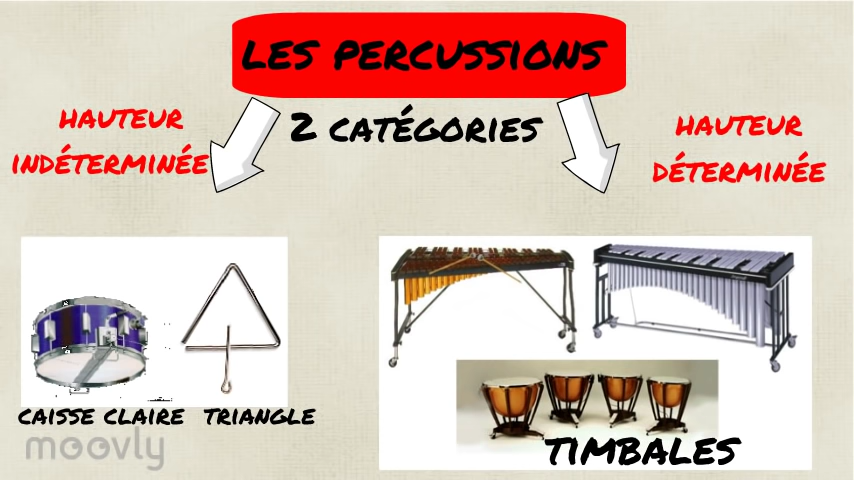 LES PERCUSSIONS
2 CATÉGORIES
HAUTEUR
INDÉTERMINÉE
HAUTEUR
DÉTERMINÉE
CAISSE CLAIRE TRIANGLE
TIMBALES
moovly